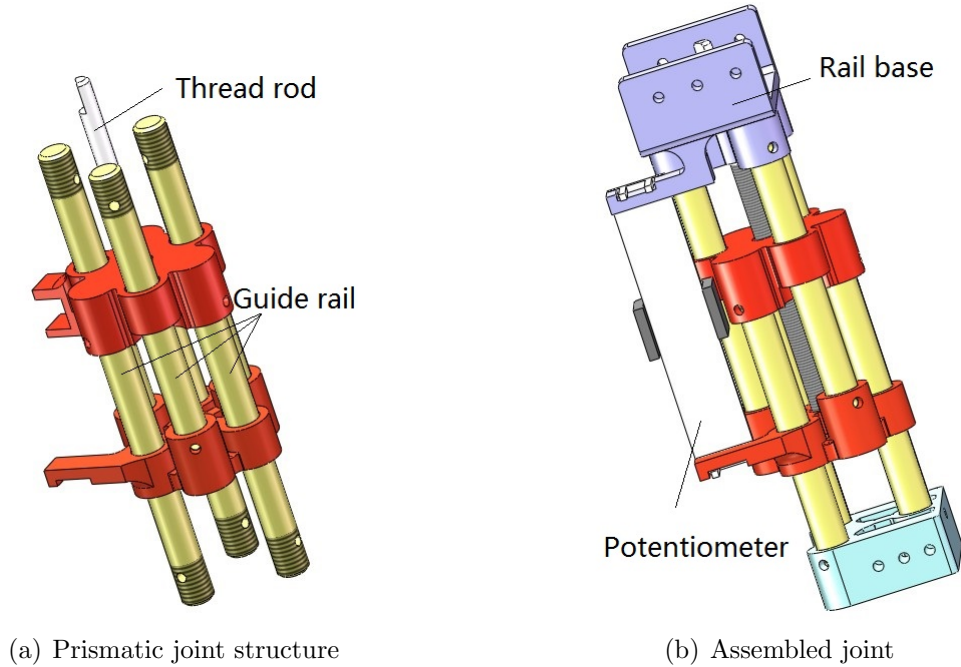 Thread rod
Rail base
Guide rail
Potentiometer
(a) Prismatic joint structure
(b) Assembled joint